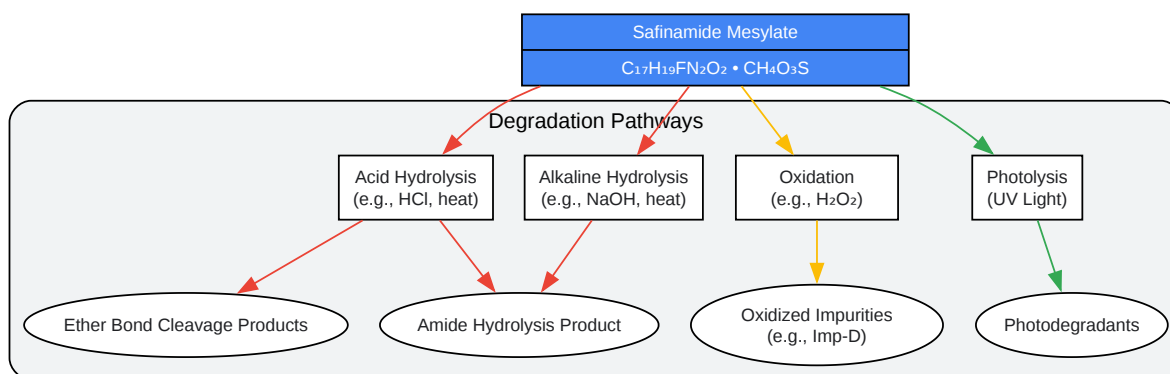 Safinamide Mesylate
C₁₇H₁₉FN₂O₂ • CH₄O₃S
Degradation Pathways
Acid Hydrolysis
(e.g., HCl, heat)
Alkaline Hydrolysis
(e.g., NaOH, heat)
Oxidation
(e.g., H₂O₂)
Photolysis
(UV Light)
Ether Bond Cleavage Products
Amide Hydrolysis Product
Oxidized Impurities
(e.g., Imp-D)
Photodegradants